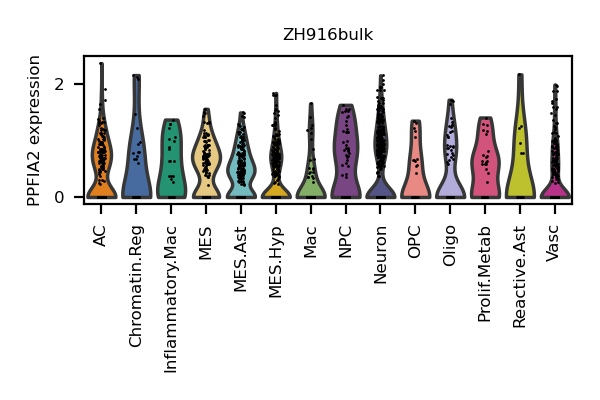 ZH916bulk
PPFIA2 expression
2
0
AC
Chromatin.Reg
Inflammatory.Mac
MES
MES.Ast
MES.Hyp
Mac
NPC
Neuron
OPC
Oligo
Prolif.Metab
Reactive.Ast
Vasc